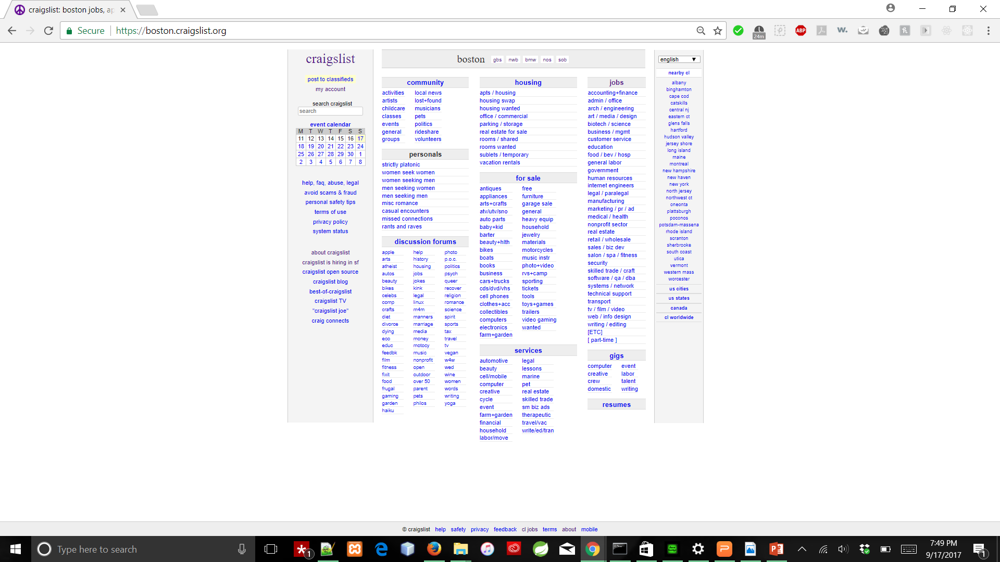 craigslist: boston jobs, ap
Secure https://boston.craigslist.org
ABP
24m
craigslist
post to classifieds
my account
search craigslist
search
event calendar
M T W T F S S
11 12 13 14 15 16 17
18 19 20 21 22 23 24
25 26 27 28 29 30 1
2 3 4 5 6 7 8
help, faq, abuse, legal
avoid scams & fraud
personal safety tips
terms of use
privacy policy
system status
about craigslist
craigslist is hiring in sf
craigslist open source
craigslist blog
best-of-craigslist
craigslist TV
"craigslist joe"
craig connects
boston gbs nwb bmw nos sob
community
activities local news
artists lost+found
childcare musicians
classes pets
events politics
general rideshare
groups volunteers
personals
strictly platonic
women seek women
women seeking men
men seeking women
men seeking men
misc romance
casual encounters
missed connections
rants and raves
discussion forums
apple help photo
arts history p.o.c.
atheist housing politics
autos jobs psych
beauty jokes queer
bikes kink recover
celebs legal religion
comp linux romance
crafts m4m science
diet manners spirit
divorce marriage sports
dying media tax
eco money travel
educ motocy tv
feedbk music vegan
film nonprofit w4w
fitness open wed
fixit outdoor wine
food over 50 women
frugal parent words
gaming pets writing
garden philos yoga
haiku
housing
apts / housing
housing swap
housing wanted
office / commercial
parking / storage
real estate for sale
rooms / shared
rooms wanted
sublets / temporary
vacation rentals
for sale
antiques free
appliances furniture
arts+crafts garage sale
atv/utv/sno general
auto parts heavy equip
baby+kid household
barter jewelry
beauty+hlth materials
bikes motorcycles
boats music instr
books photo+video
business rvs+camp
cars+trucks sporting
cds/dvd/vhs tickets
cell phones tools
clothes+acc toys+games
collectibles trailers
computers video gaming
electronics wanted
farm+garden
services
automotive legal
beauty lessons
cell/mobile marine
computer pet
creative real estate
cycle skilled trade
event sm biz ads
farm+garden therapeutic
financial travel/vac
household write/ed/tran
labor/move
jobs
accounting+finance
admin / office
arch / engineering
art / media / design
biotech / science
business / mgmt
customer service
education
food / bev / hosp
general labor
government
human resources
internet engineers
legal / paralegal
manufacturing
marketing / pr / ad
medical / health
nonprofit sector
real estate
retail / wholesale
sales / biz dev
salon / spa / fitness
security
skilled trade / craft
software / qa / dba
systems / network
technical support
transport
tv / film / video
web / info design
writing / editing
[ETC]
[ part-time ]
gigs
computer event
creative labor
crew talent
domestic writing
resumes
english
nearby cl
albany
binghamton
cape cod
catskills
central nj
eastern ct
glens falls
hartford
hudson valley
jersey shore
long island
maine
montreal
new hampshire
new haven
new york
north jersey
northwest ct
oneonta
plattsburgh
poconos
potsdam-massena
rhode island
scranton
sherbrooke
south coast
utica
vermont
western mass
worcester
us cities
us states
canada
cl worldwide
© craigslist help safety privacy feedback cl jobs terms about mobile
Type here to search
1
7:49 PM
9/17/2017
1